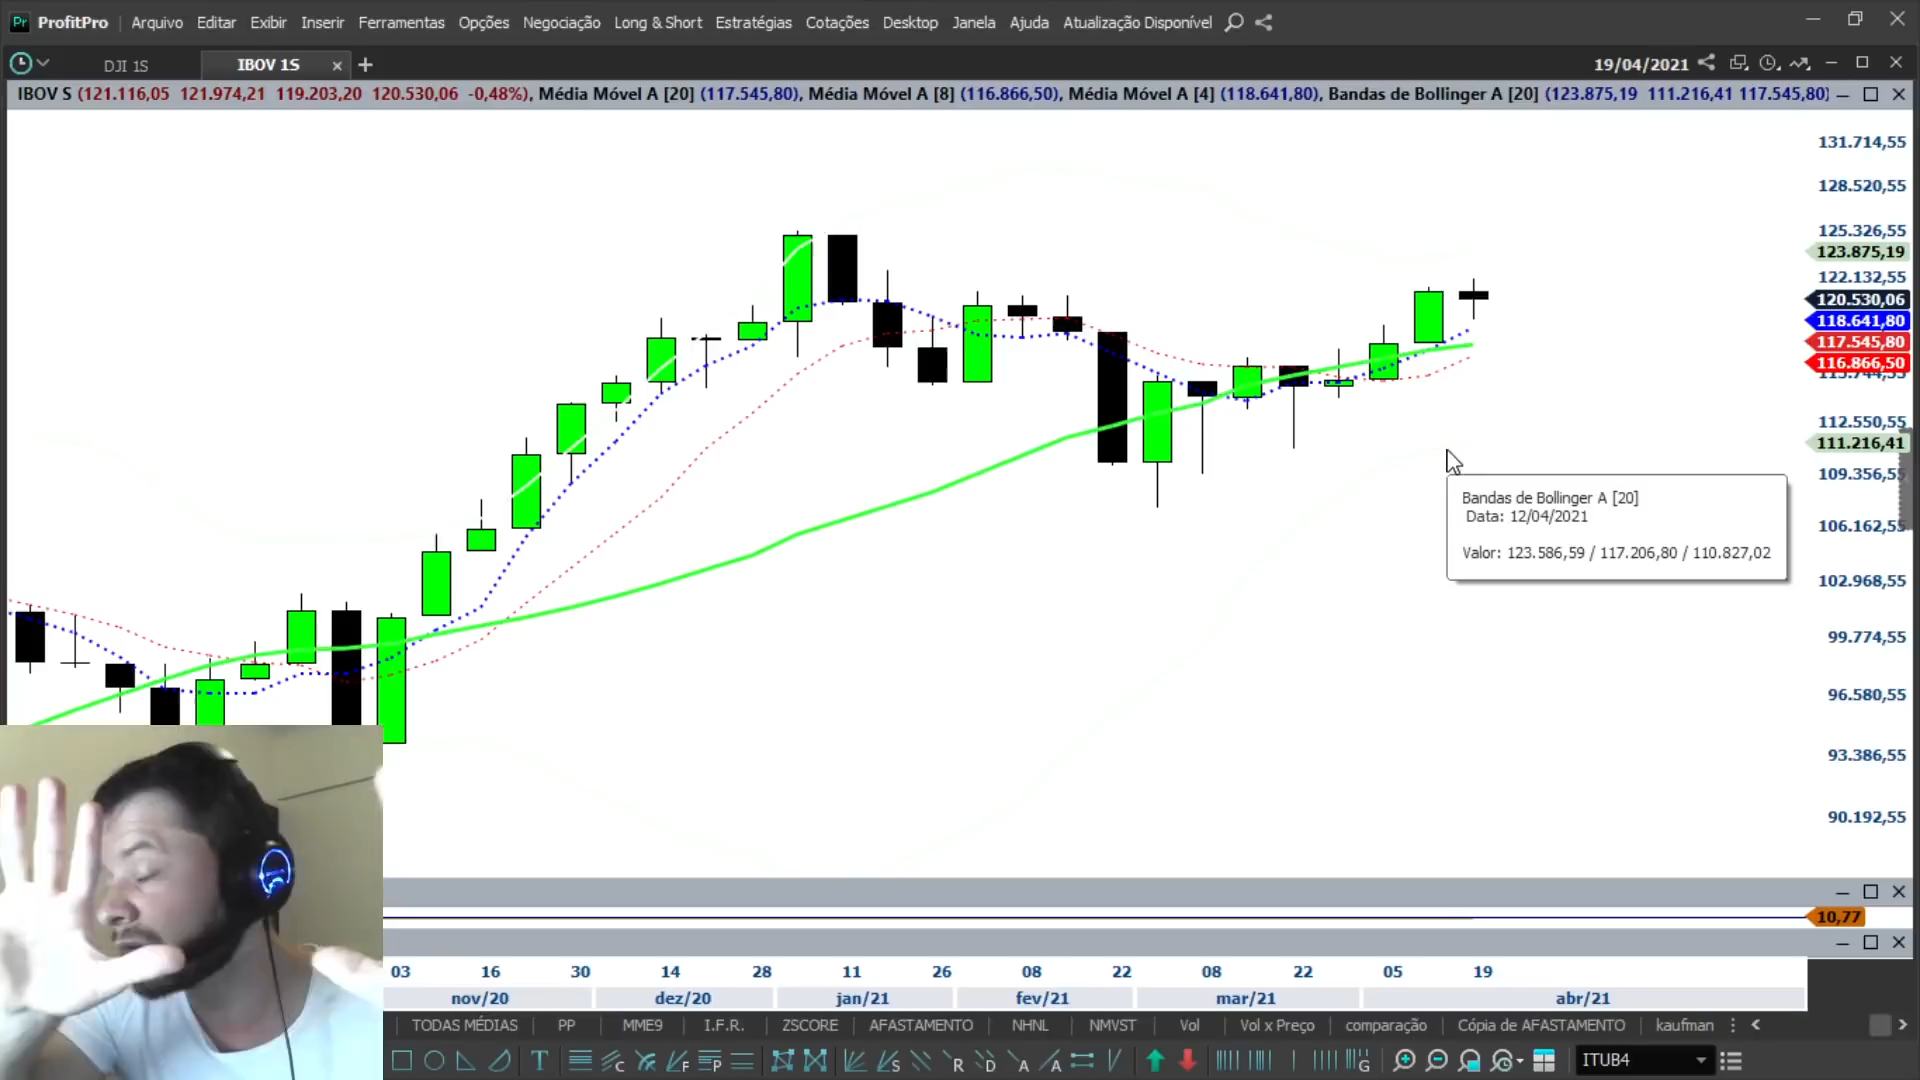 Pr ProfitPro Arquivo Editar Exibir Inserir Ferramentas Opções Negociação Long & Short Estratégias Cotações Desktop Janela Ajuda Atualização Disponível
DJI 1S IBOV 1S 19/04/2021
IBOV S (121.116,05 121.974,21 119.203,20 120.530,06 -0,48%), Média Móvel A [20] (117.545,80), Média Móvel A [8] (116.866,50), Média Móvel A [4] (118.641,80), Bandas de Bollinger A [20] (123.875,19 111.216,41 117.545,80)
131.714,55
128.520,55
125.326,55
123.875,19
122.132,55
120.530,06
118.641,80
117.545,80
116.866,50
112.550,55
111.216,41
109.356,55
Bandas de Bollinger A [20]
Data: 12/04/2021
106.162,55
Valor: 123.586,59 / 117.206,80 / 110.827,02
102.968,55
99.774,55
96.580,55
93.386,55
90.192,55
10,77
03 16 30 14 28 11 26 08 22 08 22 05 19
nov/20 dez/20 jan/21 fev/21 mar/21 abr/21
TODAS MÉDIAS PP MME9 I.F.R. ZSCORE AFASTAMENTO NHNL NMVST Vol Vol x Preço comparação Cópia de AFASTAMENTO kaufman
T C F P S R D A A G ITUB4